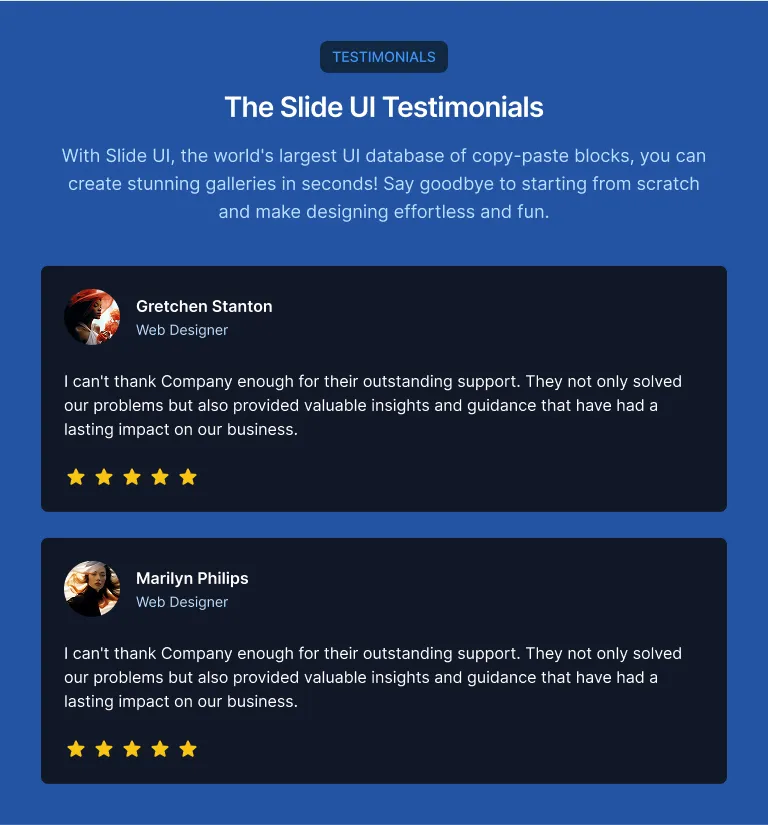 TESTIMONIALS
The Slide UI Testimonials
With Slide UI, the world's largest UI database of copy-paste blocks, you can
create stunning galleries in seconds! Say goodbye to starting from scratch
and make designing effortless and fun.
Gretchen Stanton
Web Designer
I can't thank Company enough for their outstanding support. They not only solved
our problems but also provided valuable insights and guidance that have had a
lasting impact on our business.
Marilyn Philips
Web Designer
I can't thank Company enough for their outstanding support. They not only solved
our problems but also provided valuable insights and guidance that have had a
lasting impact on our business.